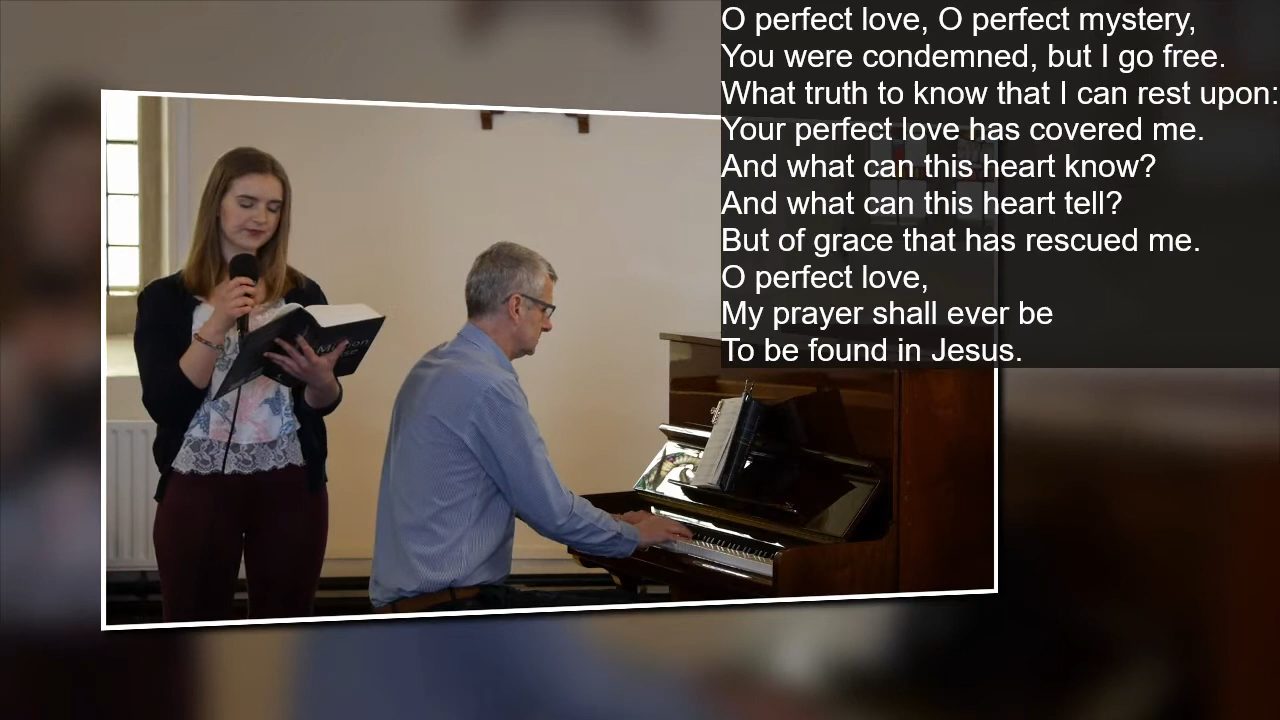 O perfect love, O perfect mystery,
You were condemned, but I go free.
What truth to know that I can rest upon:
Your perfect love has covered me.
And what can this heart know?
And what can this heart tell?
But of grace that has rescued me.
O perfect love,
My prayer shall ever be
To be found in Jesus.
Mission